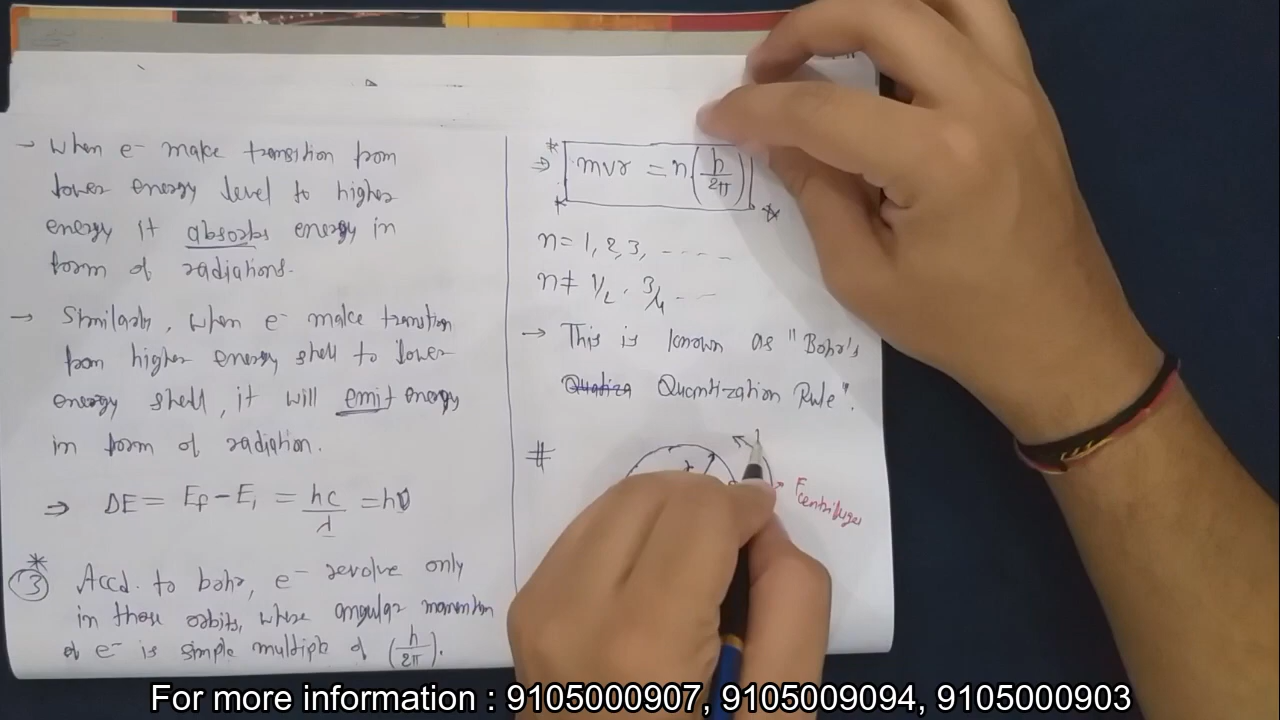 → When e- make transition from
lower energy level to higher
energy it absorbs energy in
form of radiations.
→ Similarly, when e- make transition
from higher energy shell to lower
energy shell, it will emit energy
in form of radiation.
⇒ ΔE = Ef - E1 = hc/λ = hν
* ③ Accd. to bohr, e- revolve only
in those orbits, where angular momentum
of e- is simple multiple of (h/2π).
⇒ mvr = n(h/2π)
n = 1, 2, 3, ----
n ≠ 1/2, 3/4 ---
→ This is known as "Bohr's
Quantization Rule".
#
r
F centrifugal
For more information : 9105000907, 9105009094, 9105000903